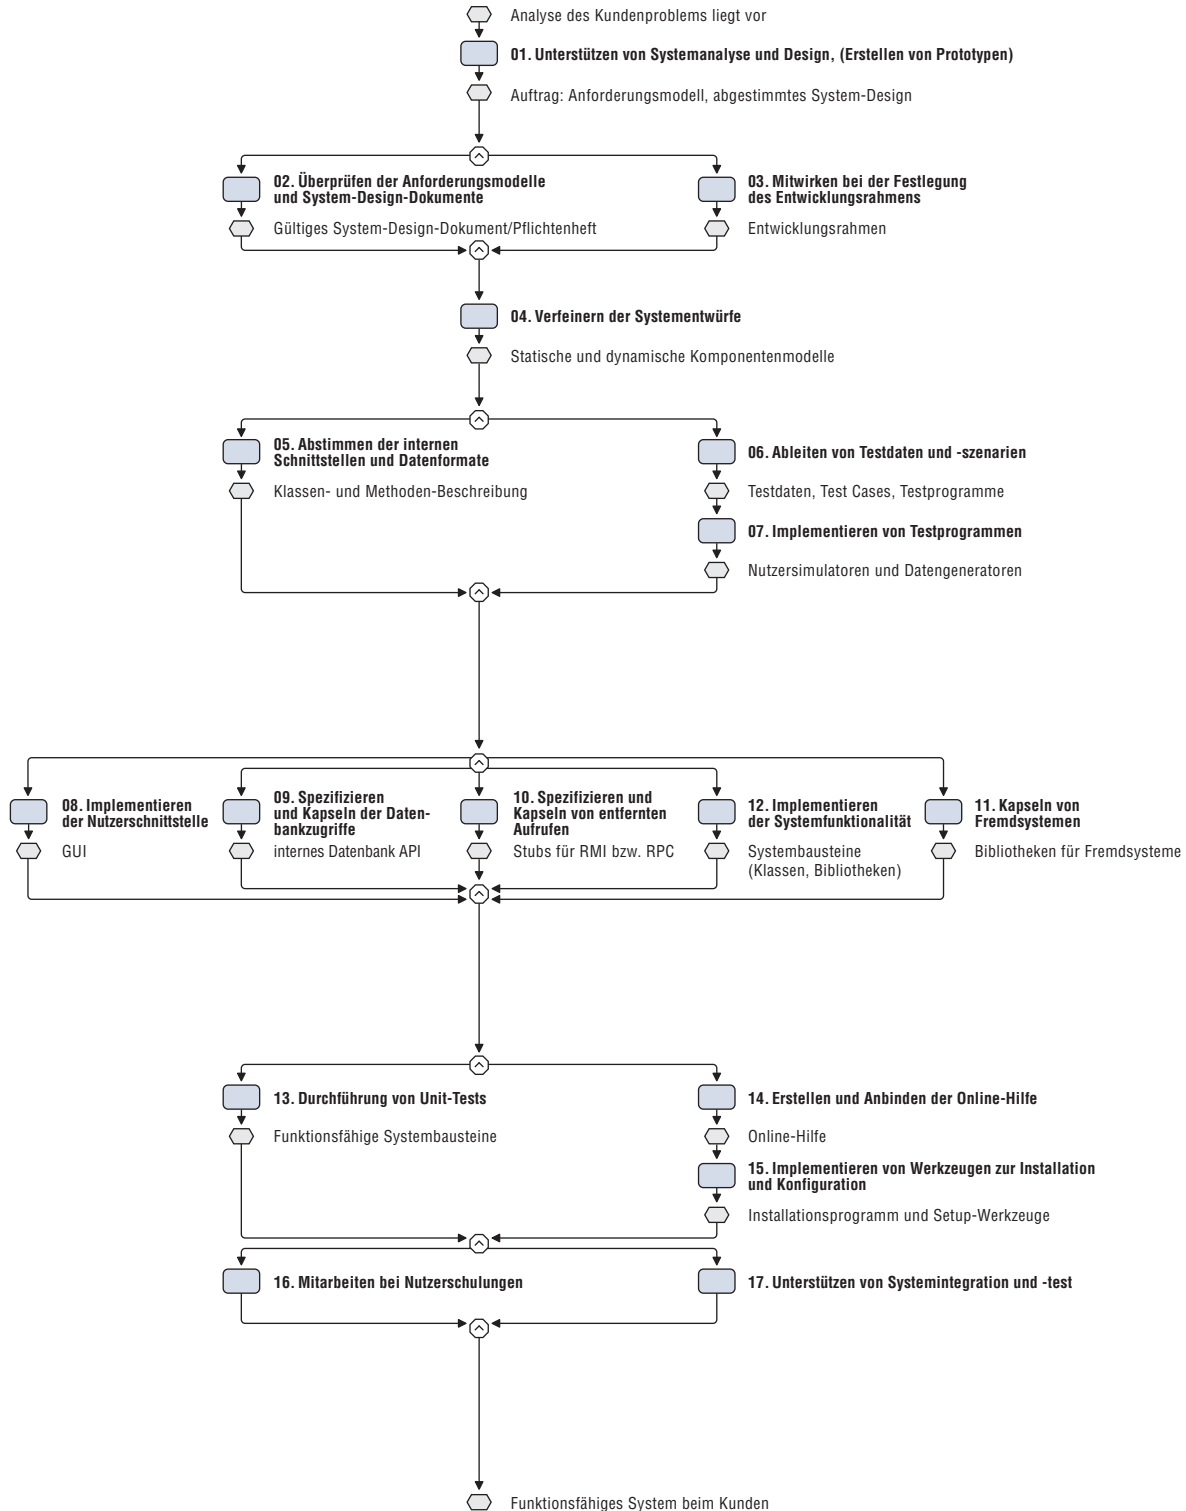 Analyse des Kundenproblems liegt vor
01. Unterstützen von Systemanalyse und Design, (Erstellen von Prototypen)
Auftrag: Anforderungsmodell, abgestimmtes System-Design
02. Überprüfen der Anforderungsmodelle
und System-Design-Dokumente
Gültiges System-Design-Dokument/Pflichtenheft
03. Mitwirken bei der Festlegung
des Entwicklungsrahmens
Entwicklungsrahmen
04. Verfeinern der Systementwürfe
Statische und dynamische Komponentenmodelle
05. Abstimmen der internen
Schnittstellen und Datenformate
Klassen- und Methoden-Beschreibung
06. Ableiten von Testdaten und -szenarien
Testdaten, Test Cases, Testprogramme
07. Implementieren von Testprogrammen
Nutzersimulatoren und Datengeneratoren
08. Implementieren
der Nutzerschnittstelle
GUI
09. Spezifizieren
und Kapseln der Daten-
bankzugriffe
internes Datenbank API
10. Spezifizieren und
Kapseln von entfernten
Aufrufen
Stubs für RMI bzw. RPC
12. Implementieren
der Systemfunktionalität
Systembausteine
(Klassen, Bibliotheken)
11. Kapseln von
Fremdsystemen
Bibliotheken für Fremdsysteme
13. Durchführung von Unit-Tests
Funktionsfähige Systembausteine
14. Erstellen und Anbinden der Online-Hilfe
Online-Hilfe
15. Implementieren von Werkzeugen zur Installation
und Konfiguration
Installationsprogramm und Setup-Werkzeuge
16. Mitarbeiten bei Nutzerschulungen
17. Unterstützen von Systemintegration und -test
Funktionsfähiges System beim Kunden